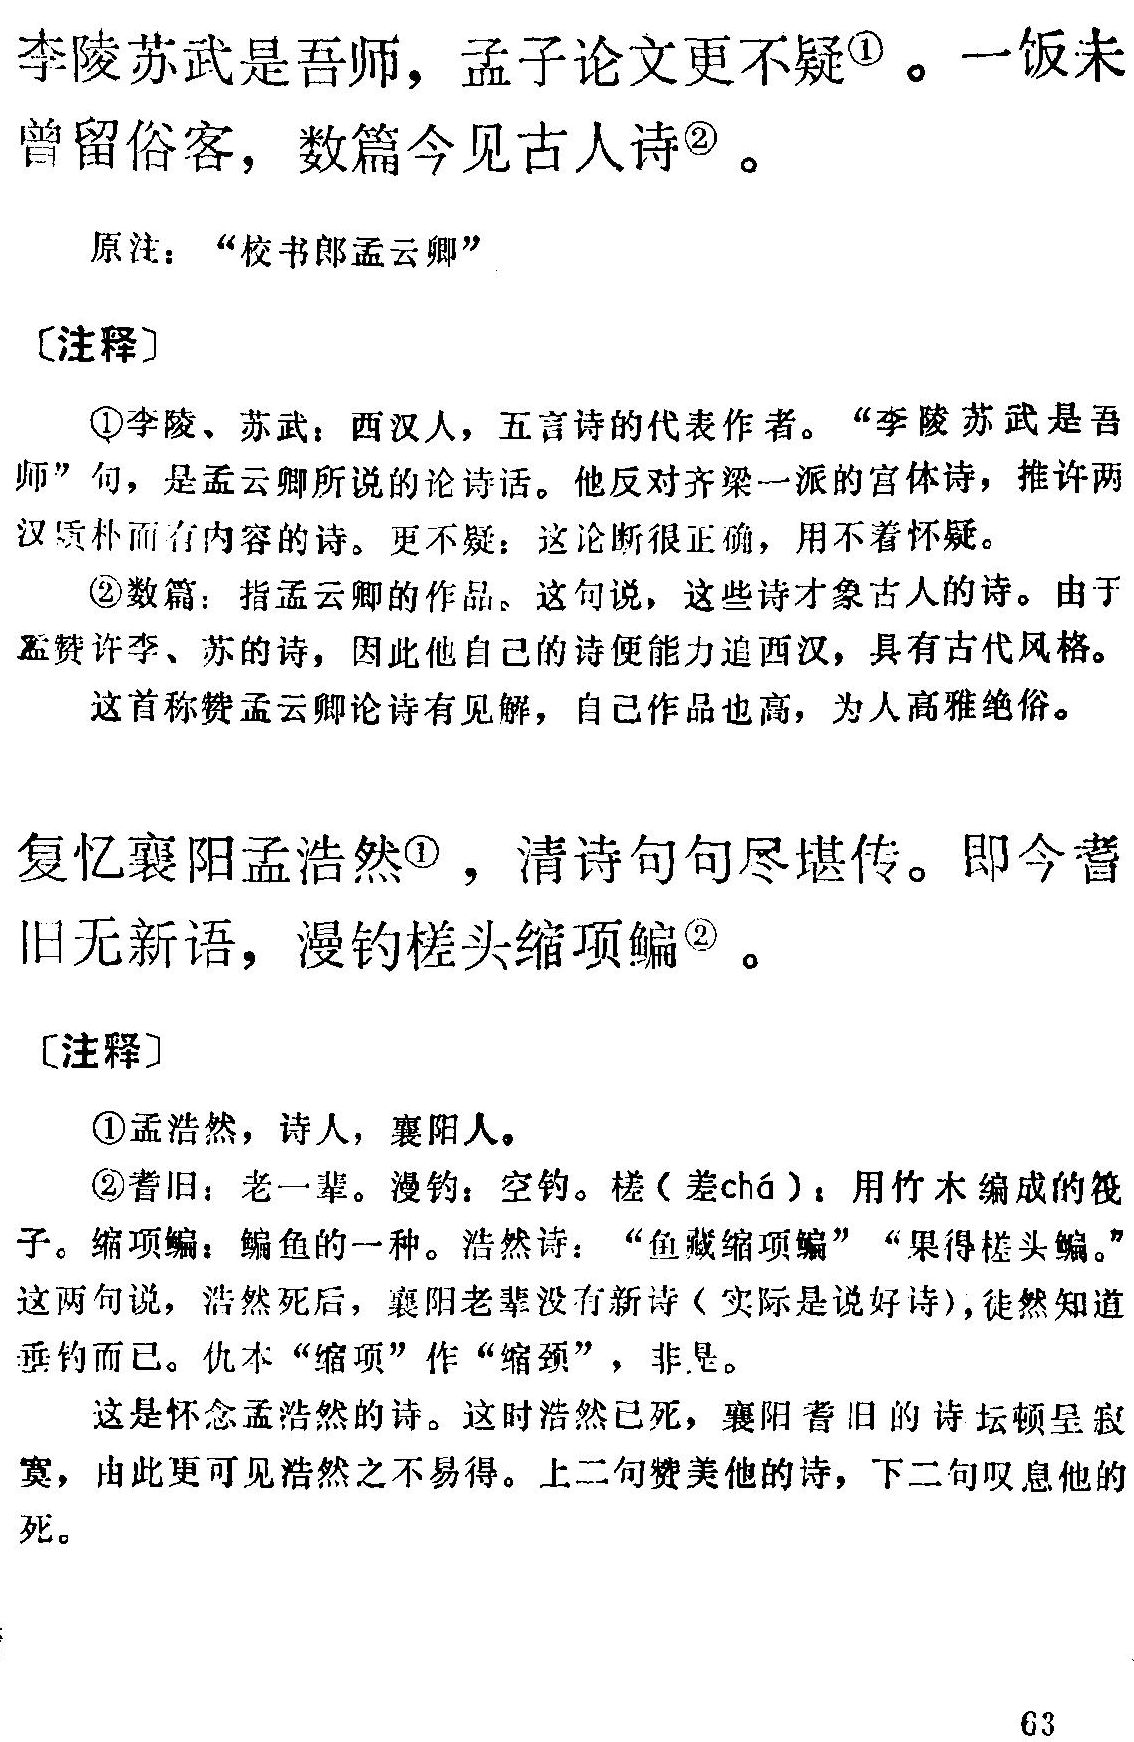 李陵苏武是吾师，孟子论文更不疑①。一饭未
曾留俗客，数篇今见古人诗②。
原注：“校书郎孟云卿”
〔注释〕
①李陵、苏武：西汉人，五言诗的代表作者。“李陵苏武是吾
师”句，是孟云卿所说的论诗话。他反对齐梁一派的宫体诗，推许两
汉质朴而有内容的诗。更不疑：这论断很正确，用不着怀疑。
②数篇：指孟云卿的作品。这句说，这些诗才象古人的诗。由于
孟赞许李、苏的诗，因此他自己的诗便能力追西汉，具有古代风格。
这首称赞孟云卿论诗有见解，自己作品也高，为人高雅绝俗。
复忆襄阳孟浩然①，清诗句句尽堪传。即今耆
旧无新语，漫钓槎头缩项鳊②。
〔注释〕
①孟浩然，诗人，襄阳人。
②耆旧：老一辈。漫钓：空钓。槎（差chá）：用竹木编成的筏
子。缩项鳊：鳊鱼的一种。浩然诗：“鱼藏缩项鳊”“果得槎头鳊。”
这两句说，浩然死后，襄阳老辈没有新诗（实际是说好诗），徒然知道
垂钓而已。仇本“缩项”作“缩颈”，非是。
这是怀念孟浩然的诗。这时浩然已死，襄阳耆旧的诗坛顿呈寂
寞，由此更可见浩然之不易得。上二句赞美他的诗，下二句叹息他的
死。
63